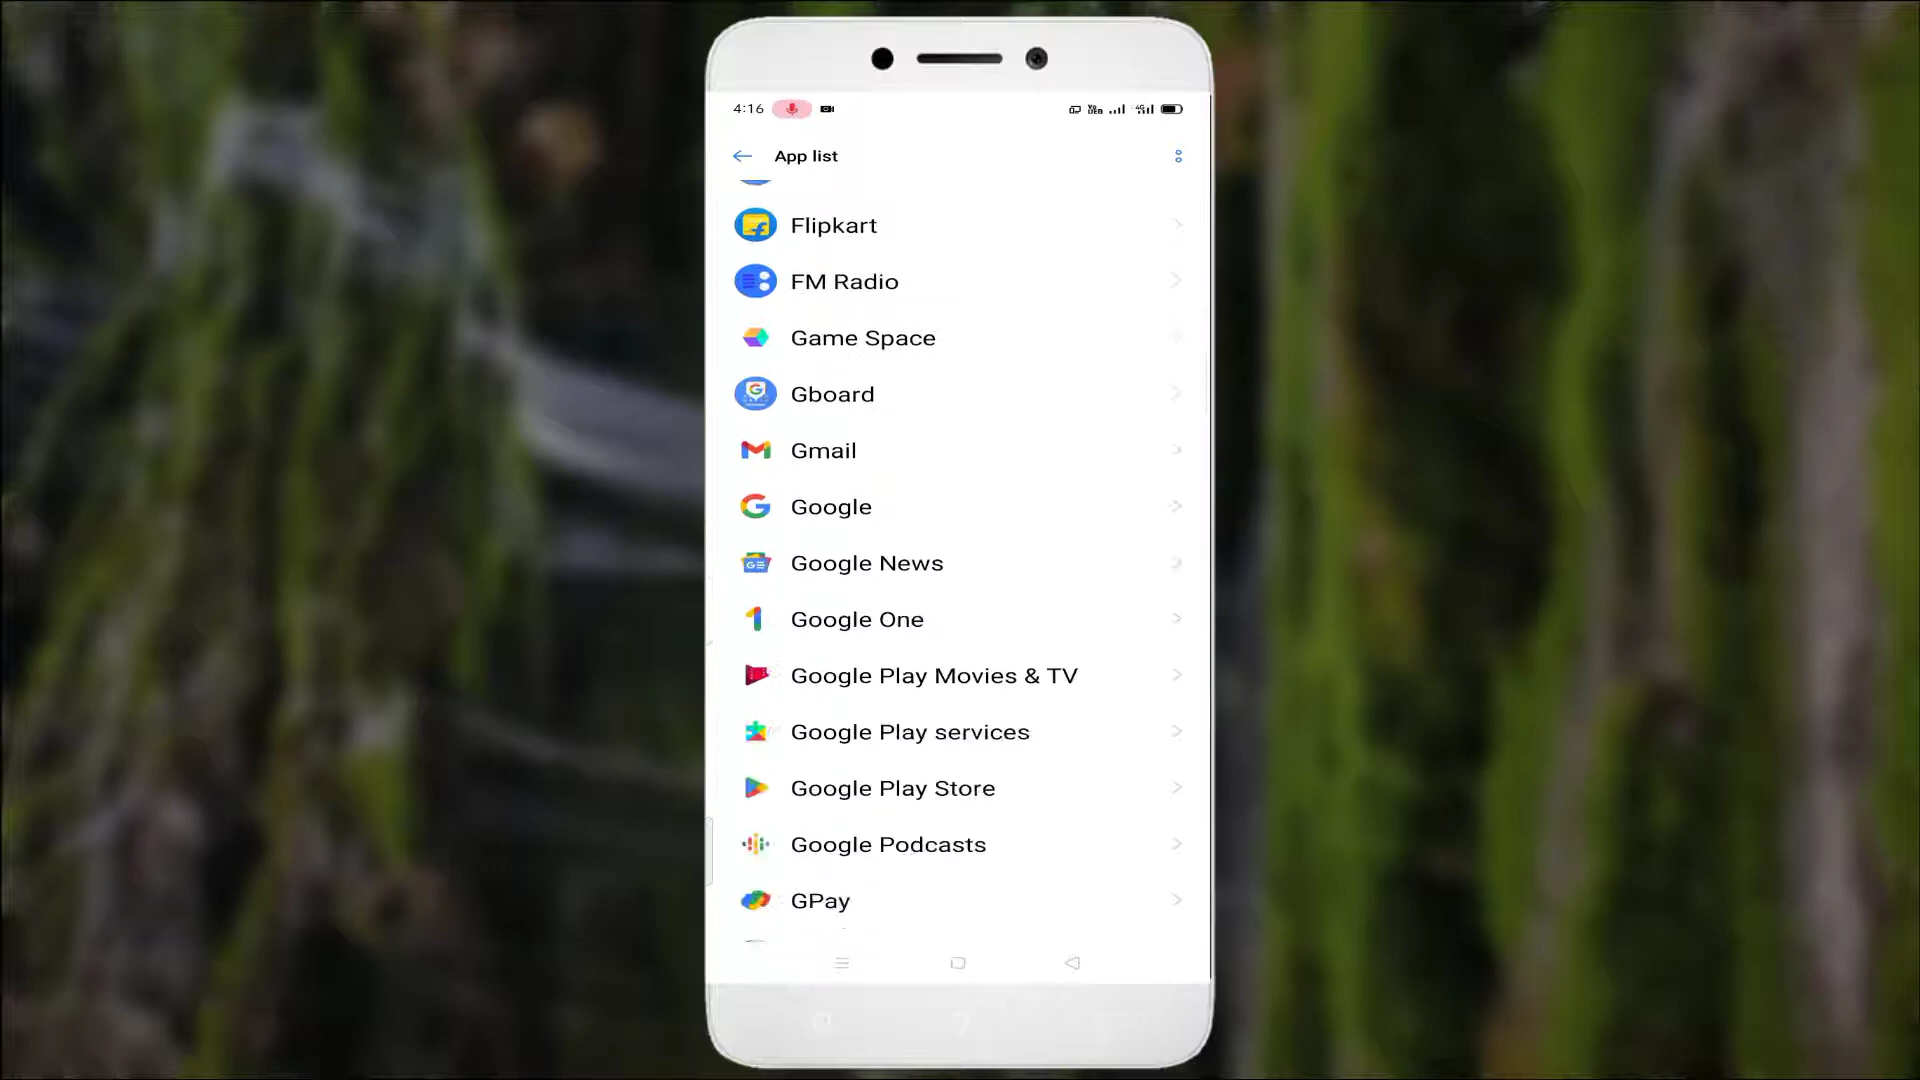 4:16
App list
Flipkart
FM Radio
Game Space
Gboard
Gmail
Google
Google News
Google One
Google Play Movies & TV
Google Play services
Google Play Store
Google Podcasts
GPay